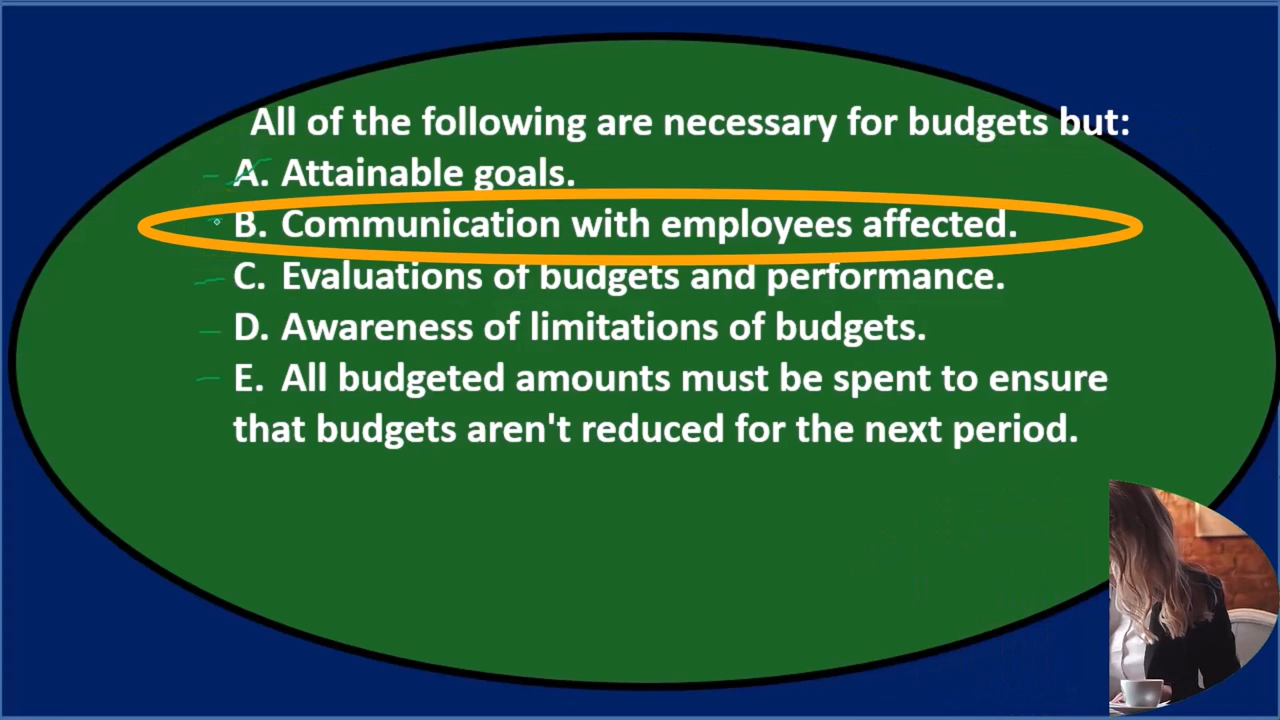 All of the following are necessary for budgets but:
A. Attainable goals.
B. Communication with employees affected.
C. Evaluations of budgets and performance.
D. Awareness of limitations of budgets.
E. All budgeted amounts must be spent to ensure
that budgets aren't reduced for the next period.